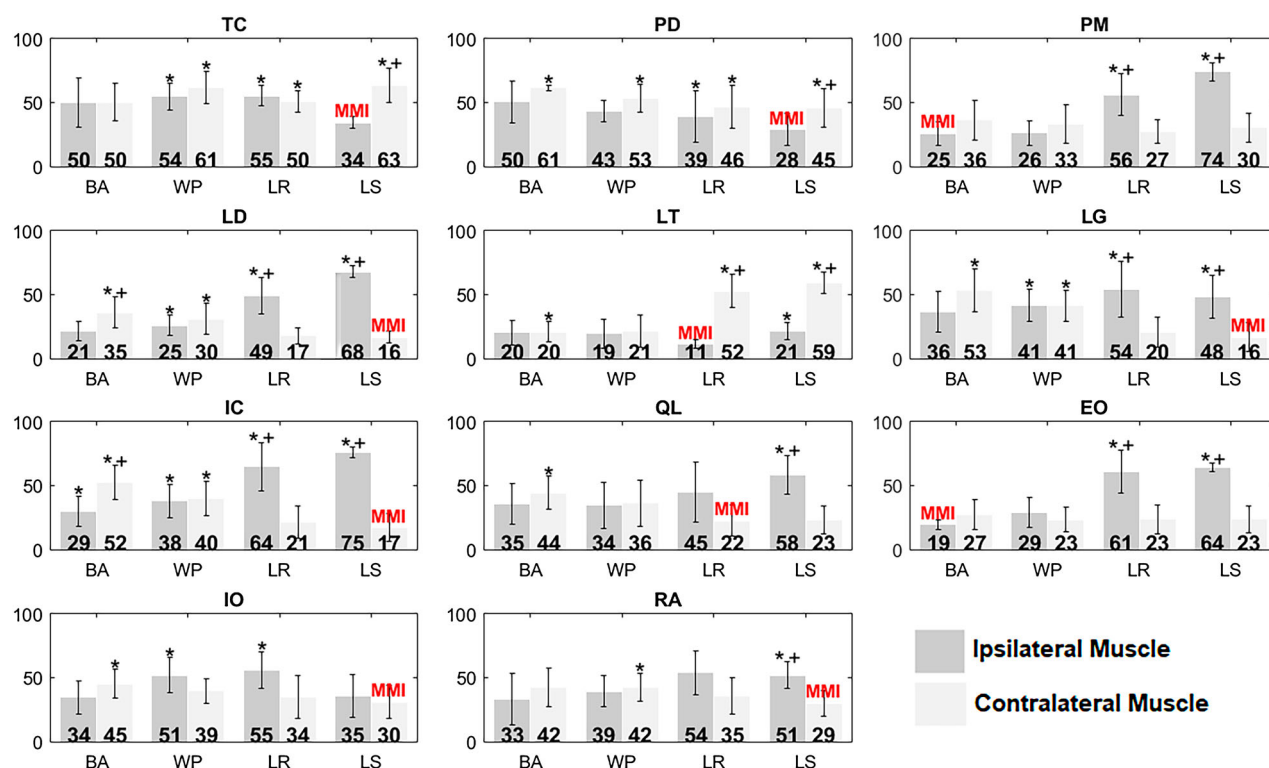 TC PD PM
100 100 100
* * * * *+ * * * * *+ *+ *+
50 MMI 50 MMI 50 MMI
0 50 50 54 61 55 50 34 63 0 50 61 43 53 39 46 28 45 0 25 36 26 33 56 27 74 30
BA WP LR LS BA WP LR LS BA WP LR LS
LD LT LG
100 100 100
*+ * * *+ *+ * *+ * *+ * * * *+ *+
50 MMI 50 MMI 50 MMI
0 21 35 25 30 49 17 68 16 0 20 20 19 21 11 52 21 59 0 36 53 41 41 54 20 48 16
BA WP LR LS BA WP LR LS BA WP LR LS
IC QL EO
100 100 100
* *+ * * *+ *+ * *+ *+ *+
50 MMI 50 MMI 50 MMI
0 29 52 38 40 64 21 75 17 0 35 44 34 36 45 22 58 23 0 19 27 29 23 61 23 64 23
BA WP LR LS BA WP LR LS BA WP LR LS
IO RA
100 100
* * * * *+
50 MMI 50 MMI
0 34 45 51 39 55 34 35 30 0 33 42 39 42 54 35 51 29
BA WP LR LS BA WP LR LS
Ipsilateral Muscle
Contralateral Muscle